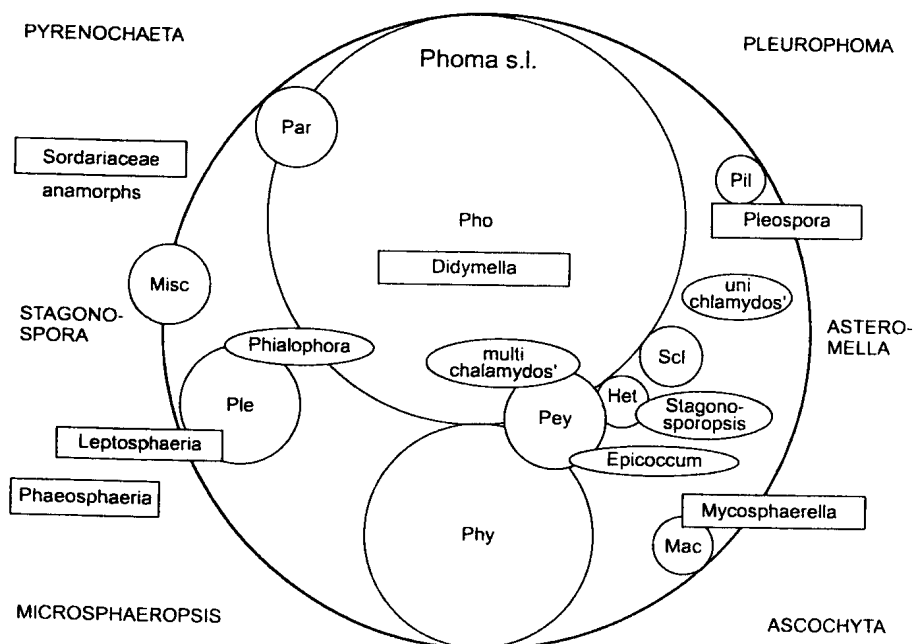 PYRENOCHAETA
PLEUROPHOMA
Phoma s.l.
Par
Sordariaceae
anamorphs
Pil
Pho
Pleospora
Didymella
Misc
uni
chlamydos'
STAGONO-
SPORA
ASTERO-
MELLA
Phialophora
multi
chalamydos'
Scl
Ple
Het
Pey
Stagono-
sporopsis
Leptosphaeria
Epicoccum
Phaeosphaeria
Mycosphaerella
Phy
Mac
MICROSPHAEROPSIS
ASCOCHYTA